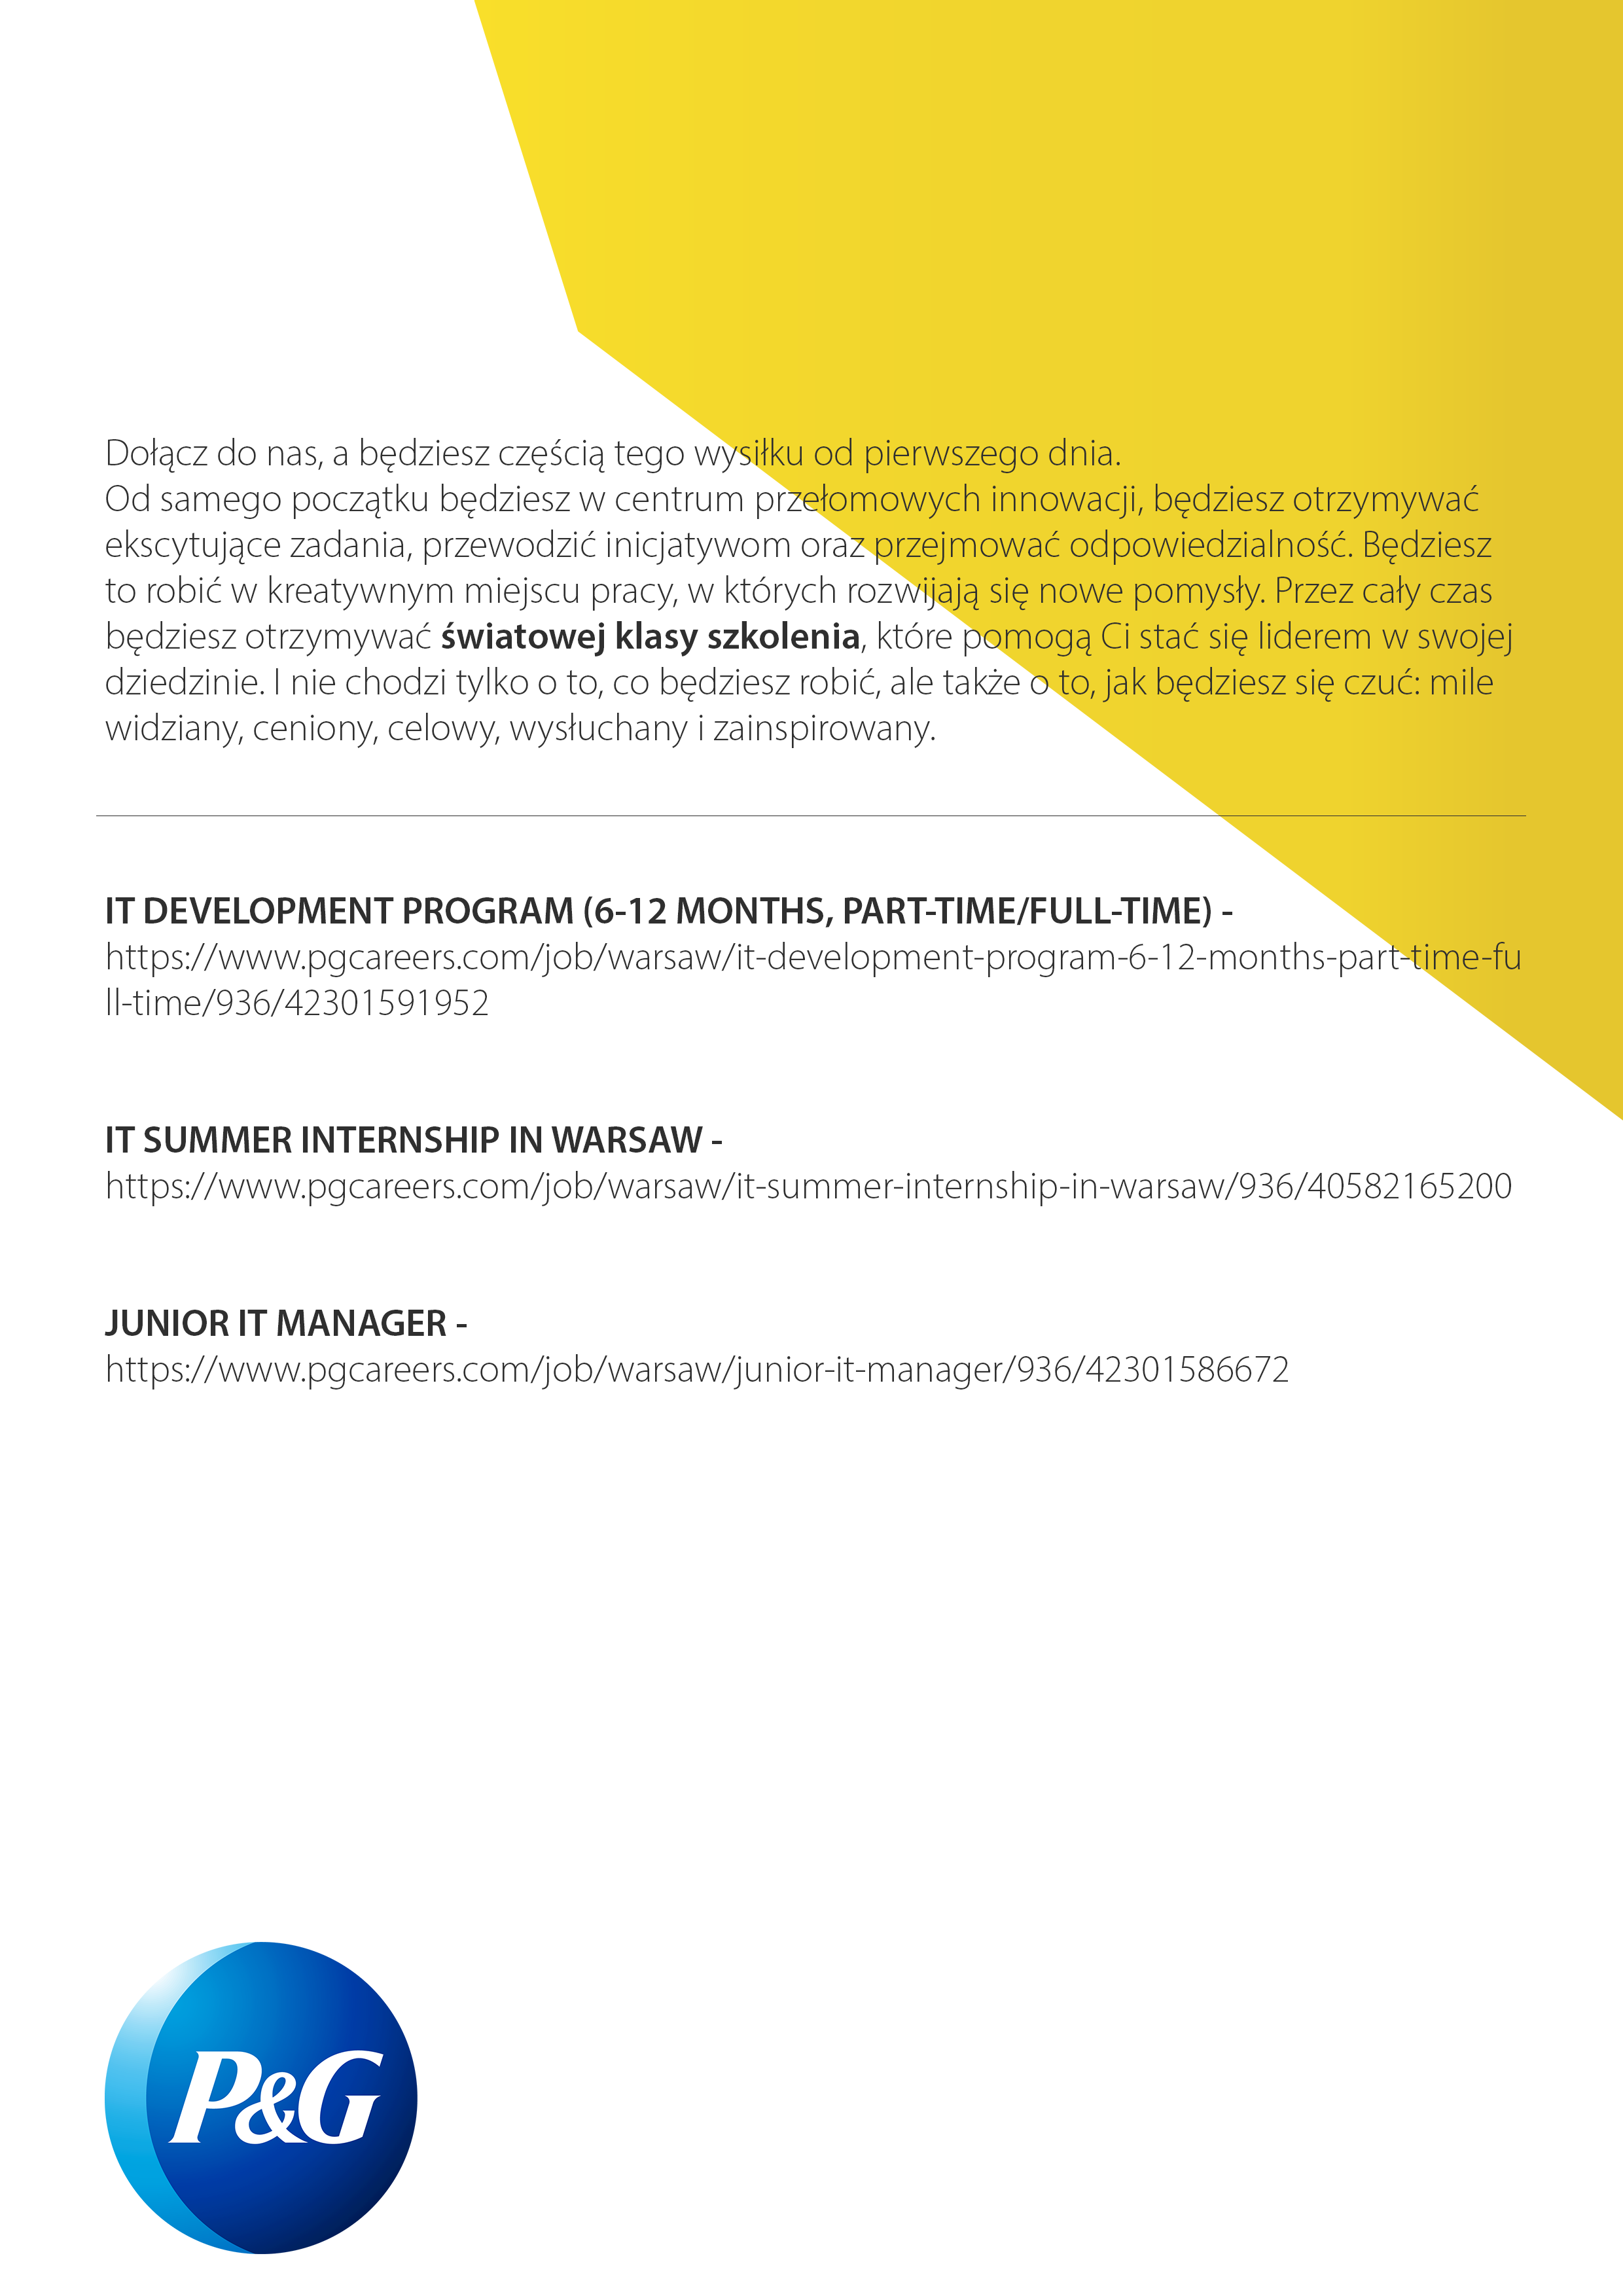 Dołącz do nas, a będziesz częścią tego wysiłku od pierwszego dnia.
Od samego początku będziesz w centrum przełomowych innowacji, będziesz otrzymywać
ekscytujące zadania, przewodzić inicjatywom oraz przejmować odpowiedzialność. Będziesz
to robić w kreatywnym miejscu pracy, w których rozwijają się nowe pomysły. Przez cały czas
będziesz otrzymywać światowej klasy szkolenia, które pomogą Ci stać się liderem w swojej
dziedzinie. I nie chodzi tylko o to, co będziesz robić, ale także o to, jak będziesz się czuć: mile
widziany, ceniony, celowy, wysłuchany i zainspirowany.
IT DEVELOPMENT PROGRAM (6-12 MONTHS, PART-TIME/FULL-TIME) -
https://www.pgcareers.com/job/warsaw/it-development-program-6-12-months-part-time-fu
ll-time/936/42301591952
IT SUMMER INTERNSHIP IN WARSAW -
https://www.pgcareers.com/job/warsaw/it-summer-internship-in-warsaw/936/40582165200
JUNIOR IT MANAGER -
https://www.pgcareers.com/job/warsaw/junior-it-manager/936/42301586672
P&G